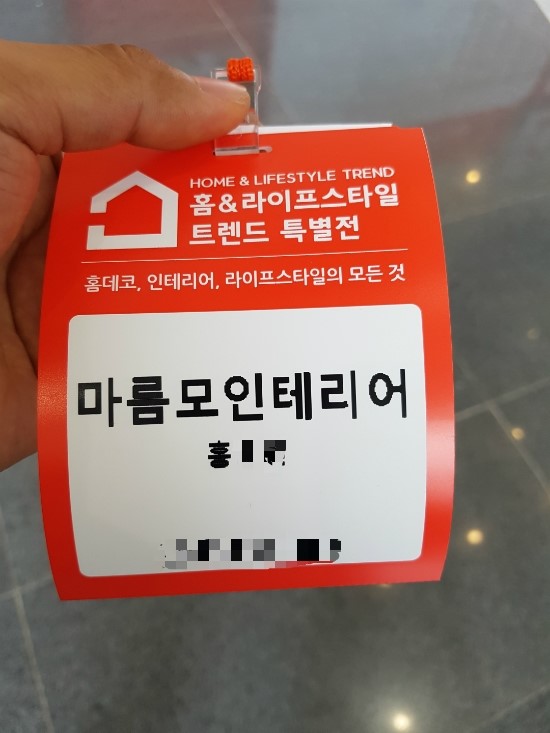 HOME & LIFESTYLE TREND
홈&라이프스타일
트렌드 특별전
홈데코, 인테리어, 라이프스타일의 모든 것
마름모인테리어
홍